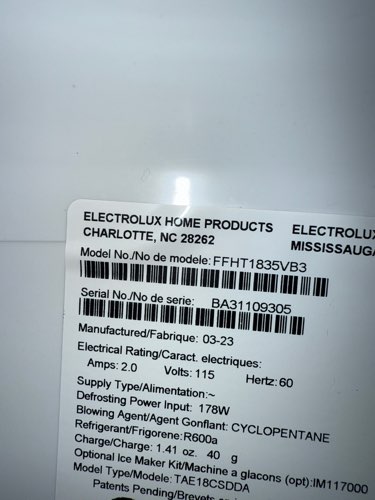 ELECTROLUX HOME PRODUCTS
CHARLOTTE, NC 28262
ELECTROLUX
MISSISSAUGA
Model No./No de modele: FFHT1835VB3
Serial No./No de serie: BA31109305
Manufactured/Fabrique: 03-23
Electrical Rating/Caract. electriques:
Amps: 2.0 Volts: 115 Hertz: 60
Supply Type/Alimentation:~
Defrosting Power Input: 178W
Blowing Agent/Agent Gonflant: CYCLOPENTANE
Refrigerant/Frigorene: R600a
Charge/Charge: 1.41 oz. 40 g
Optional Ice Maker Kit/Machine a glacons (opt):IM117000
Model Type/Modele: TAE18CSDDA
Patents Pending/Brevets